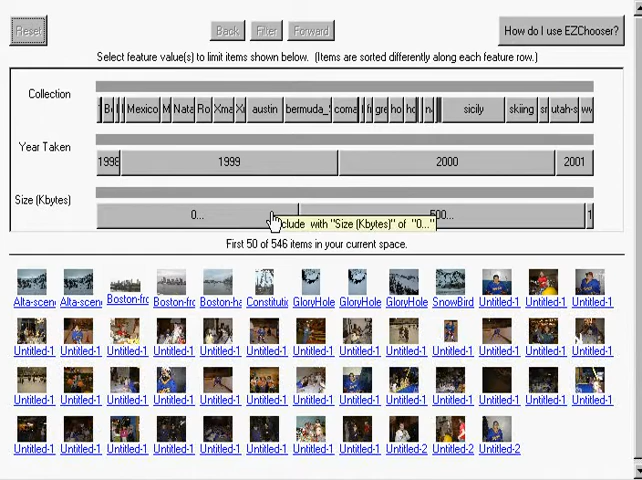 Reset Back Filter Forward How do I use EZChooser?
Select feature value(s) to limit items shown below. (Items are sorted differently along each feature row.)
Collection
Mexico M Nata Ro Xma austin bermuda_ coma gre ho sicily skiing utah-s
Year Taken
1998 1999 2000 2001
Size (Kbytes)
0... 500... 1
clude with "Size (Kbytes)" of "0..."
First 50 of 546 items in your current space.
Alta-scen Alta-scen Boston-fro Boston-fro Boston-ha Constituti GloryHole GloryHole GloryHole SnowBird Untitled-1 Untitled-1 Untitled-1
Untitled-1 Untitled-1 Untitled-1 Untitled-1 Untitled-1 Untitled-1 Untitled-1 Untitled-1 Untitled-1 Untitled-1 Untitled-1 Untitled-1 Untitled-1
Untitled-1 Untitled-1 Untitled-1 Untitled-1 Untitled-1 Untitled-1 Untitled-1 Untitled-1 Untitled-1 Untitled-1 Untitled-1 Untitled-1 Untitled-1
Untitled-1 Untitled-1 Untitled-1 Untitled-1 Untitled-1 Untitled-1 Untitled-1 Untitled-1 Untitled-2 Untitled-2 Untitled-2